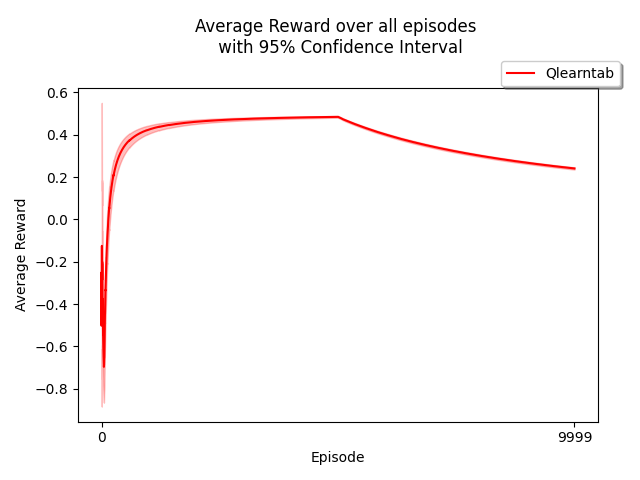 Average Reward over all episodes
with 95% Confidence Interval
Qlearntab
0.6
0.4
0.2
0.0
−0.2
−0.4
−0.6
−0.8
Average Reward
0
9999
Episode